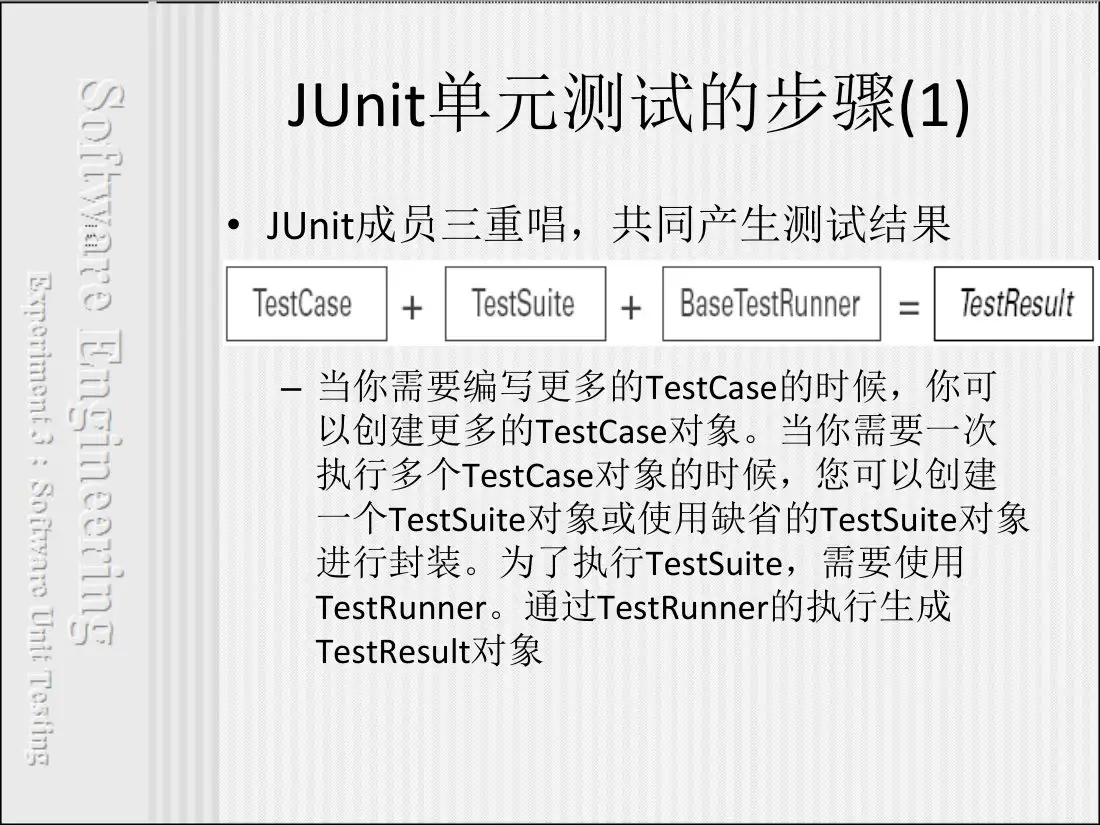 JUnit单元测试的步骤(1)
• JUnit成员三重唱，共同产生测试结果
TestCase + TestSuite + BaseTestRunner = TestResult
– 当你需要编写更多的TestCase的时候，你可
以创建更多的TestCase对象。当你需要一次
执行多个TestCase对象的时候，您可以创建
一个TestSuite对象或使用缺省的TestSuite对象
进行封装。为了执行TestSuite，需要使用
TestRunner。通过TestRunner的执行生成
TestResult对象
Software Engineering
Experiment 3 : Software Unit Testing